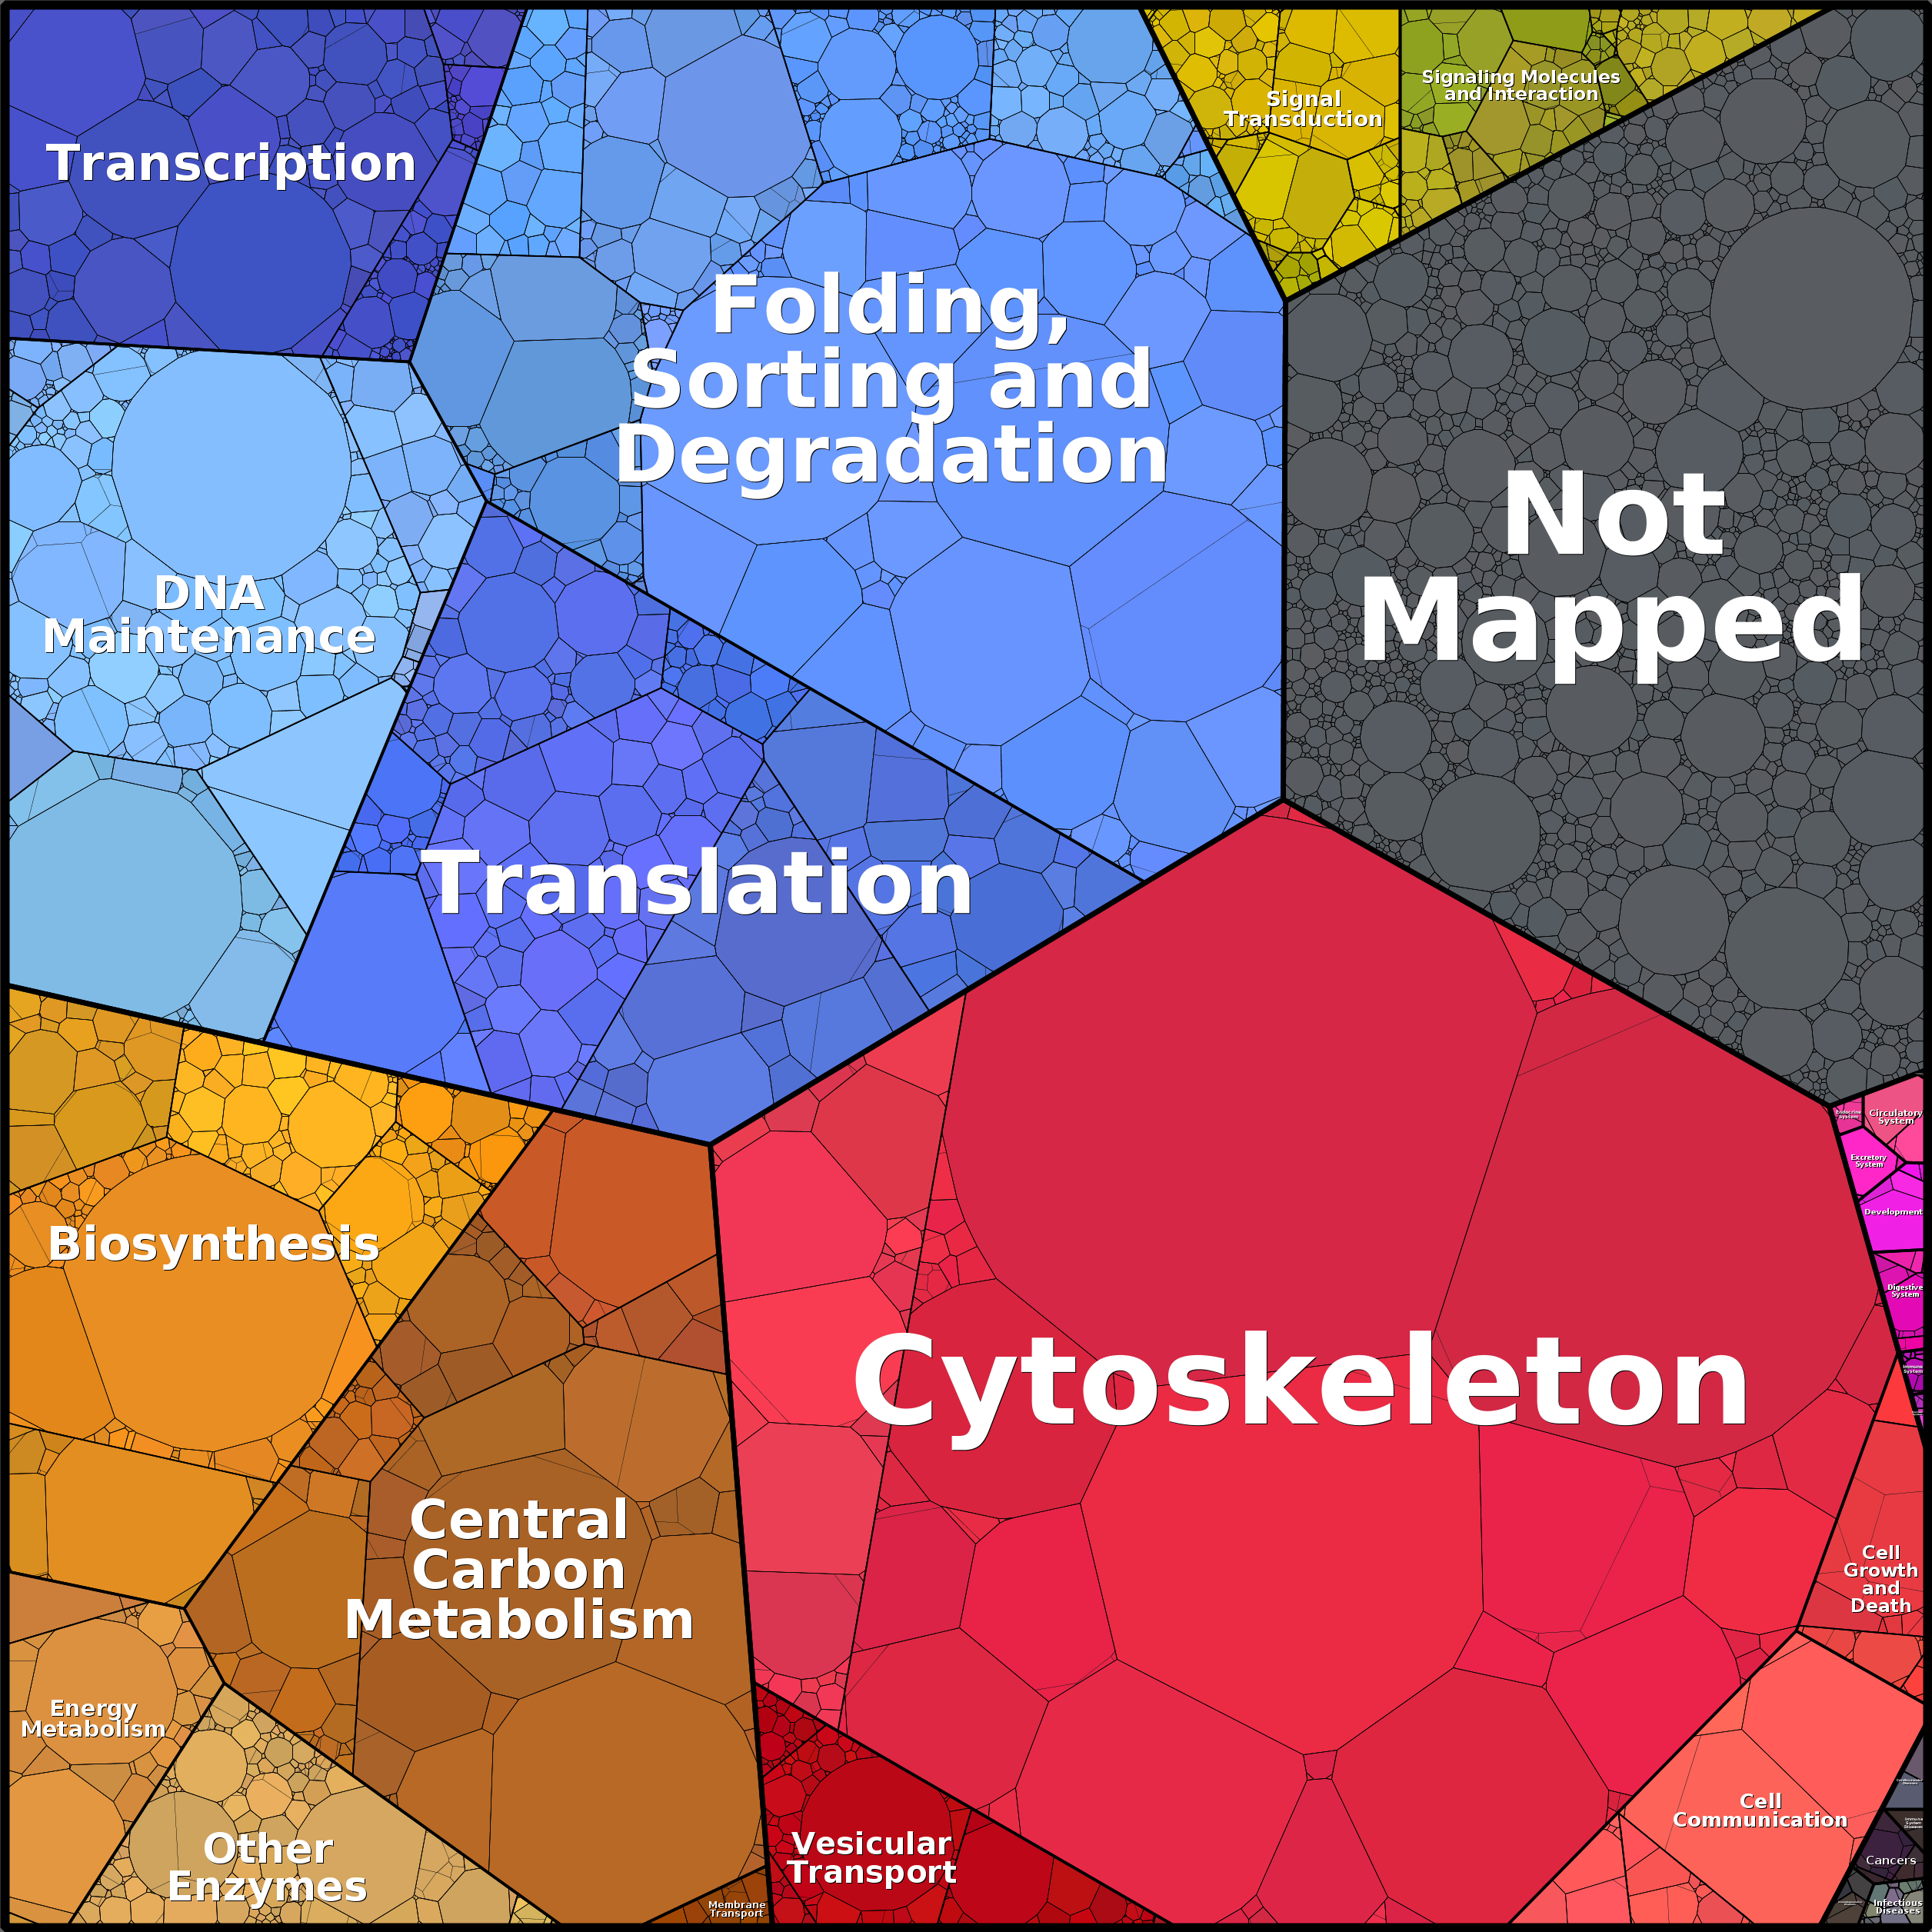 Transcription
Folding,
Sorting and
Degradation
Signal
Transduction
Signaling Molecules
and Interaction
Not
Mapped
DNA
Maintenance
Translation
Cytoskeleton
Biosynthesis
Central
Carbon
Metabolism
Energy
Metabolism
Other
Enzymes
Membrane
Transport
Vesicular
Transport
Cell
Communication
Cell
Growth
and
Death
Circulatory
System
Excretory
System
Development
Digestive
System
Cancers
Infectious
Diseases